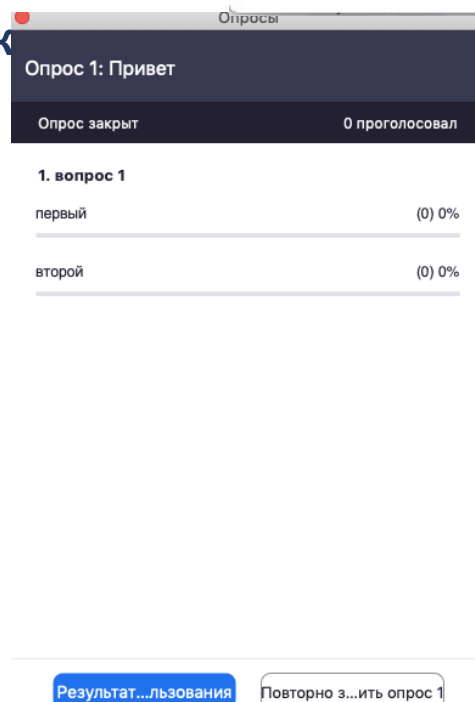 Опросы
Опрос 1: Привет
Опрос закрыт 0 проголосовал
1. вопрос 1
первый (0) 0%
второй (0) 0%
Результат...льзования Повторно з...ить опрос 1